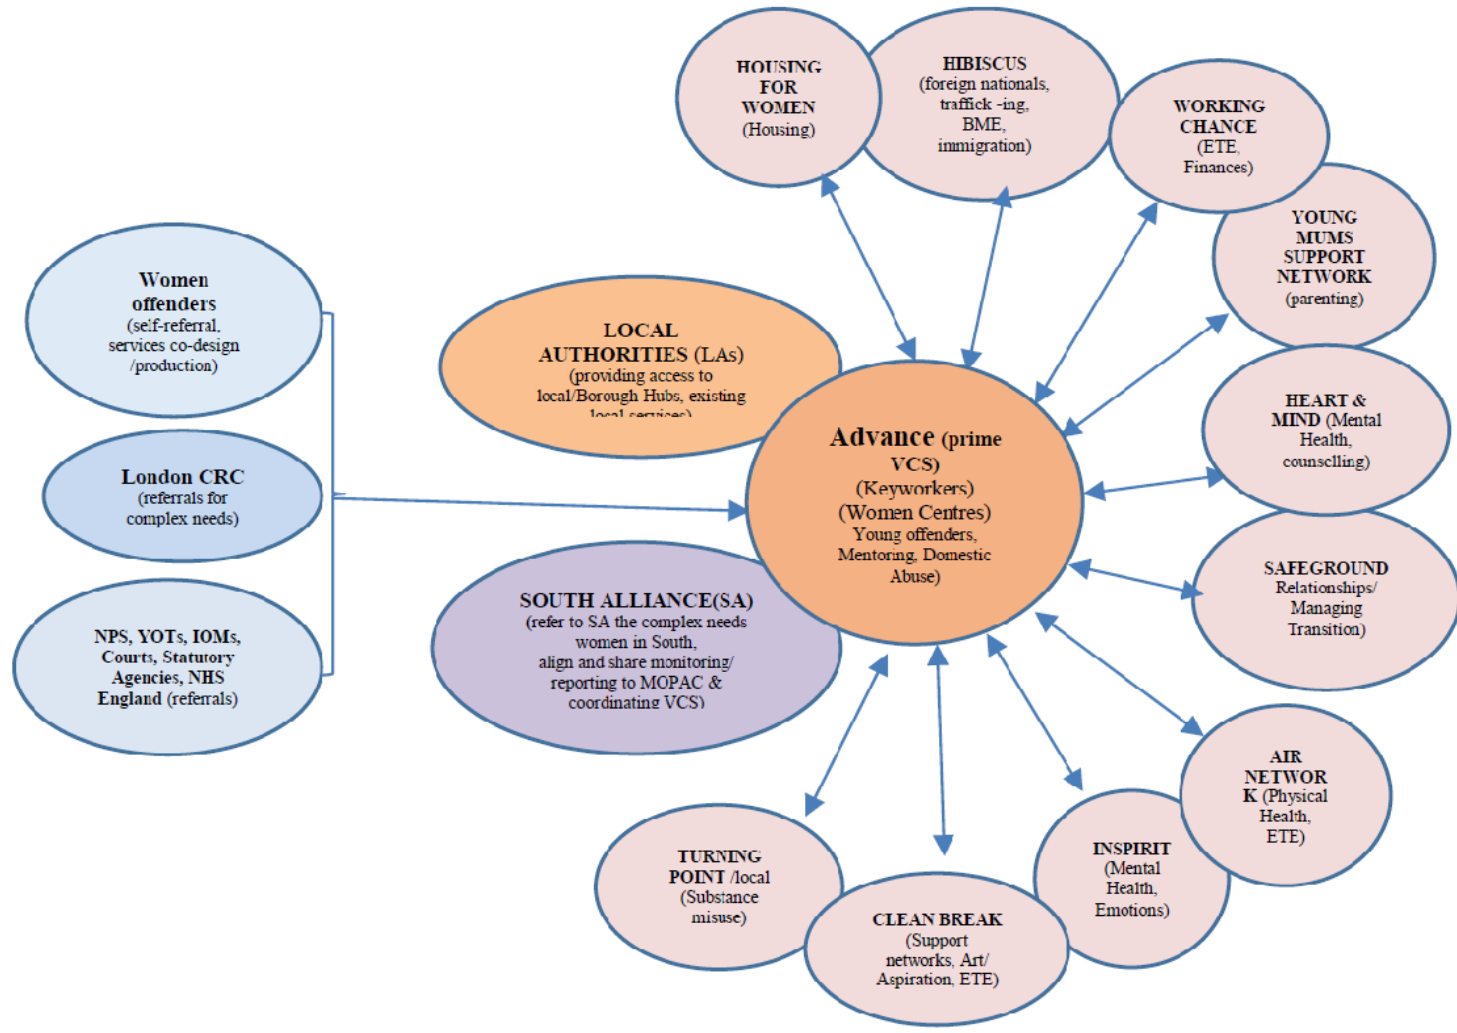 Women
offenders
(self-referral,
services co-design
/production)
London CRC
(referrals for
complex needs)
NPS, YOTs, IOMs,
Courts, Statutory
Agencies, NHS
England (referrals)
LOCAL
AUTHORITIES (LAs)
(providing access to
local/Borough Hubs, existing
local services)
SOUTH ALLIANCE(SA)
(refer to SA the complex needs
women in South,
align and share monitoring/
reporting to MOPAC &
coordinating VCS)
Advance (prime
VCS)
(Keyworkers)
(Women Centres)
Young offenders,
Mentoring, Domestic
Abuse)
HOUSING
FOR
WOMEN
(Housing)
HIBISCUS
(foreign nationals,
traffick -ing,
BME,
immigration)
WORKING
CHANCE
(ETE,
Finances)
YOUNG
MUMS
SUPPORT
NETWORK
(parenting)
HEART &
MIND (Mental
Health,
counselling)
SAFEGROUND
Relationships/
Managing
Transition)
AIR
NETWOR
K (Physical
Health,
ETE)
INSPIRIT
(Mental
Health,
Emotions)
CLEAN BREAK
(Support
networks, Art/
Aspiration, ETE)
TURNING
POINT /local
(Substance
misuse)